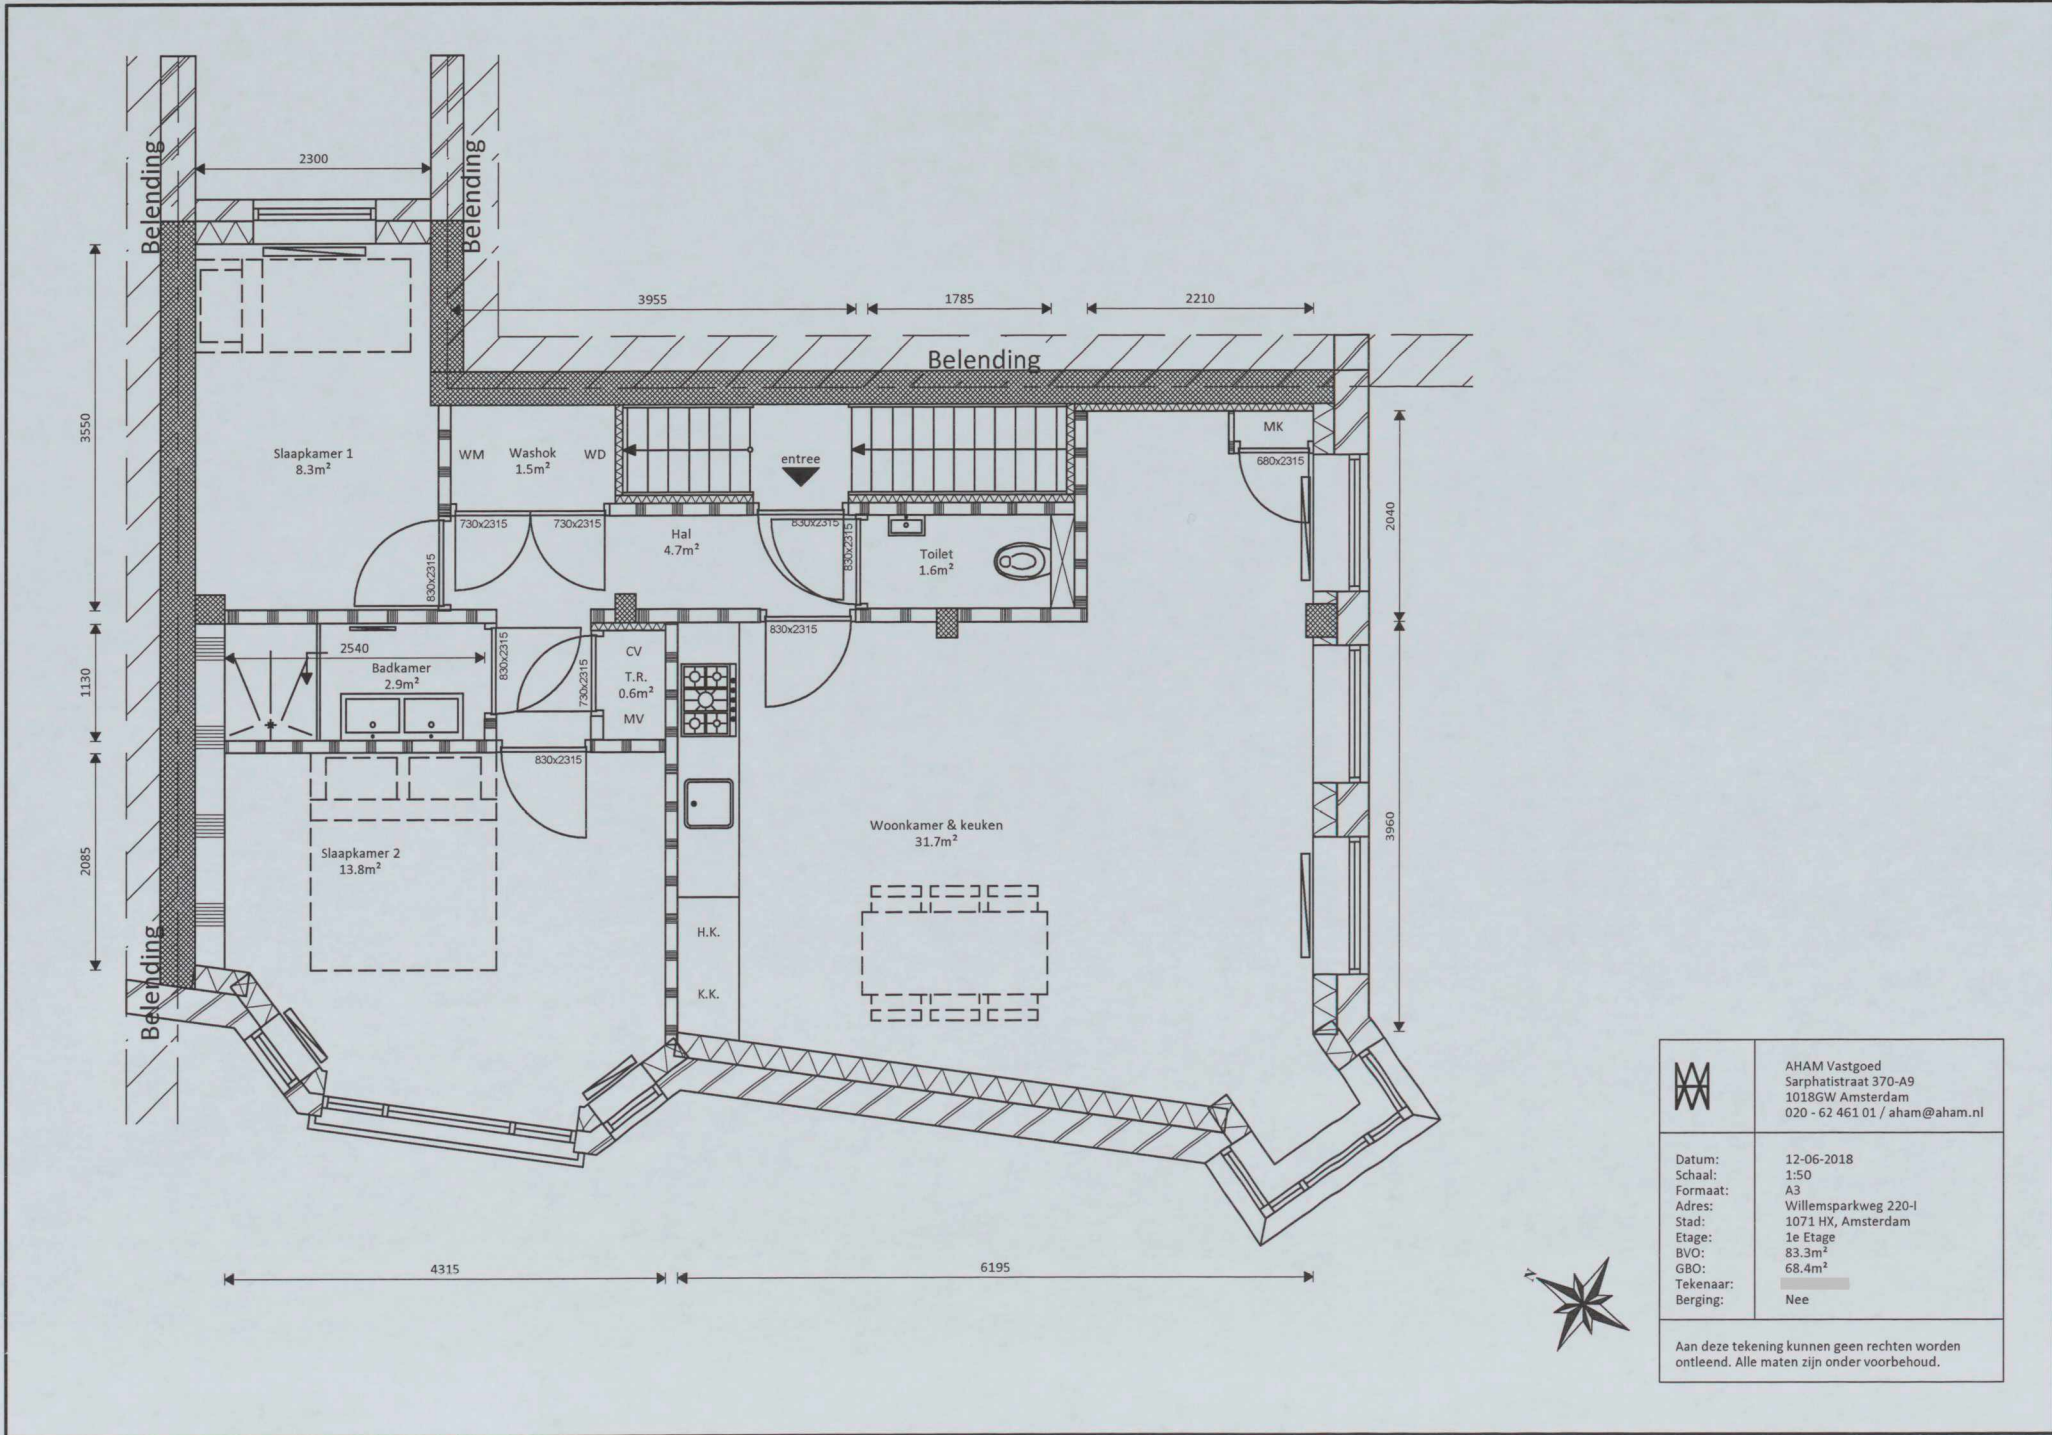 Belending
2300
Belending
3955
1785
2210
Belending
3550
Slaapkamer 1
8.3m²
WM
Washok
1.5m²
WD
entree
MK
680x2315
730x2315
730x2315
830x2315
830x2315
830x2315
Hal
4.7m²
Toilet
1.6m²
2040
2540
Badkamer
2.9m²
1130
830x2315
730x2315
CV
T.R.
0.6m²
MV
830x2315
830x2315
2085
Slaapkamer 2
13.8m²
Woonkamer & keuken
31.7m²
3960
H.K.
K.K.
Belending
4315
6195
N
AHAM Vastgoed
Sarphatistraat 370-A9
1018GW Amsterdam
020 - 62 461 01 / aham@aham.nl
Datum: 12-06-2018
Schaal: 1:50
Formaat: A3
Adres: Willemsparkweg 220-I
Stad: 1071 HX, Amsterdam
Etage: 1e Etage
BVO: 83.3m²
GBO: 68.4m²
Tekenaar:
Berging: Nee
Aan deze tekening kunnen geen rechten worden
ontleend. Alle maten zijn onder voorbehoud.